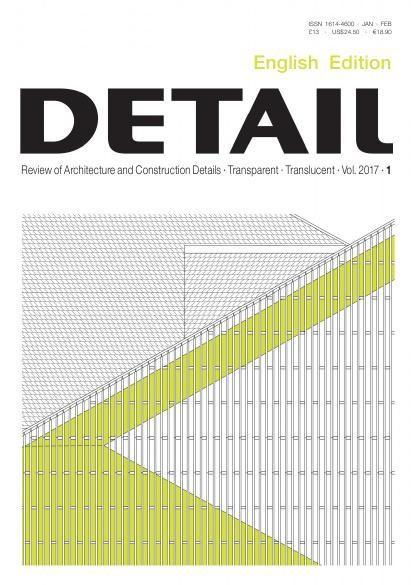 ISSN 1614-4600 · JAN · FEB
£13 · US$24.50 · €18.90
English Edition
DETAIL
Review of Architecture and Construction Details · Transparent · Translucent · Vol. 2017 · 1